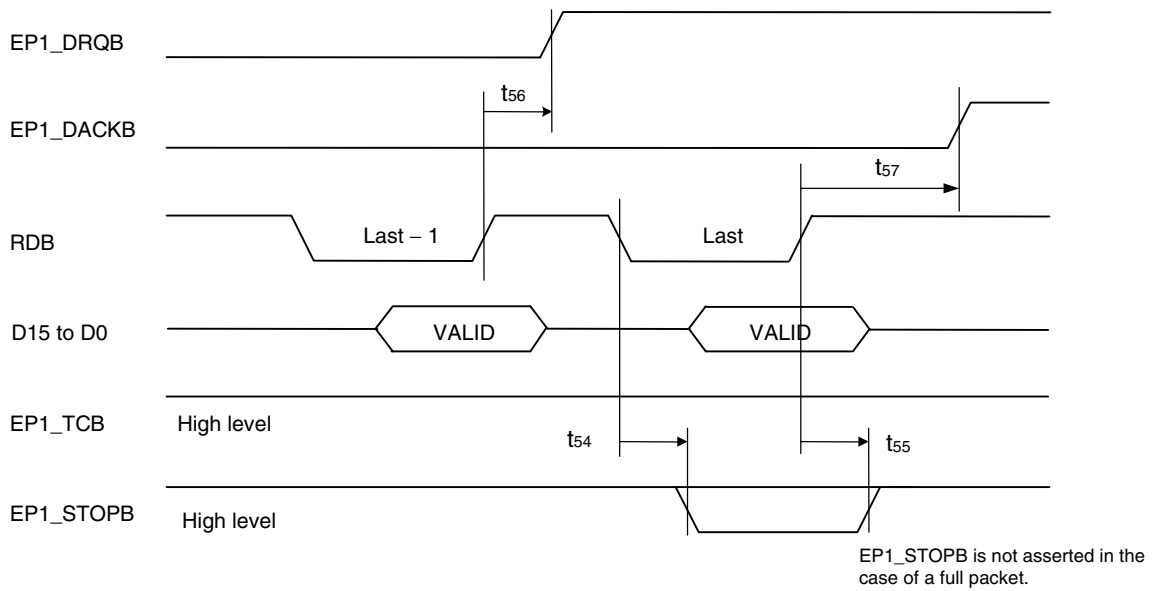 EP1_DRQB
t56
EP1_DACKB
t57
RDB
Last – 1
Last
D15 to D0
VALID
VALID
EP1_TCB
High level
t54
t55
EP1_STOPB
High level
EP1_STOPB is not asserted in the
case of a full packet.